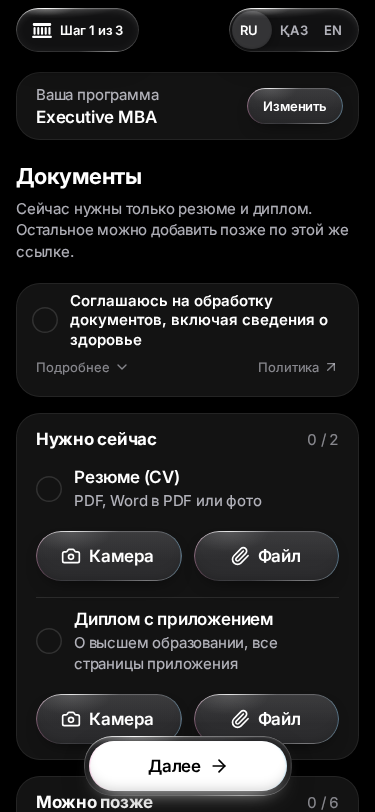 Шаг 1 из 3
RU ҚАЗ EN
Ваша программа
Executive MBA
Изменить
Документы
Сейчас нужны только резюме и диплом.
Остальное можно добавить позже по этой же
ссылке.
Соглашаюсь на обработку
документов, включая сведения о
здоровье
Подробнее
Политика
Нужно сейчас 0 / 2
Резюме (CV)
PDF, Word в PDF или фото
Камера
Файл
Диплом с приложением
О высшем образовании, все
страницы приложения
Камера
Файл
Далее
Можно позже 0 / 6